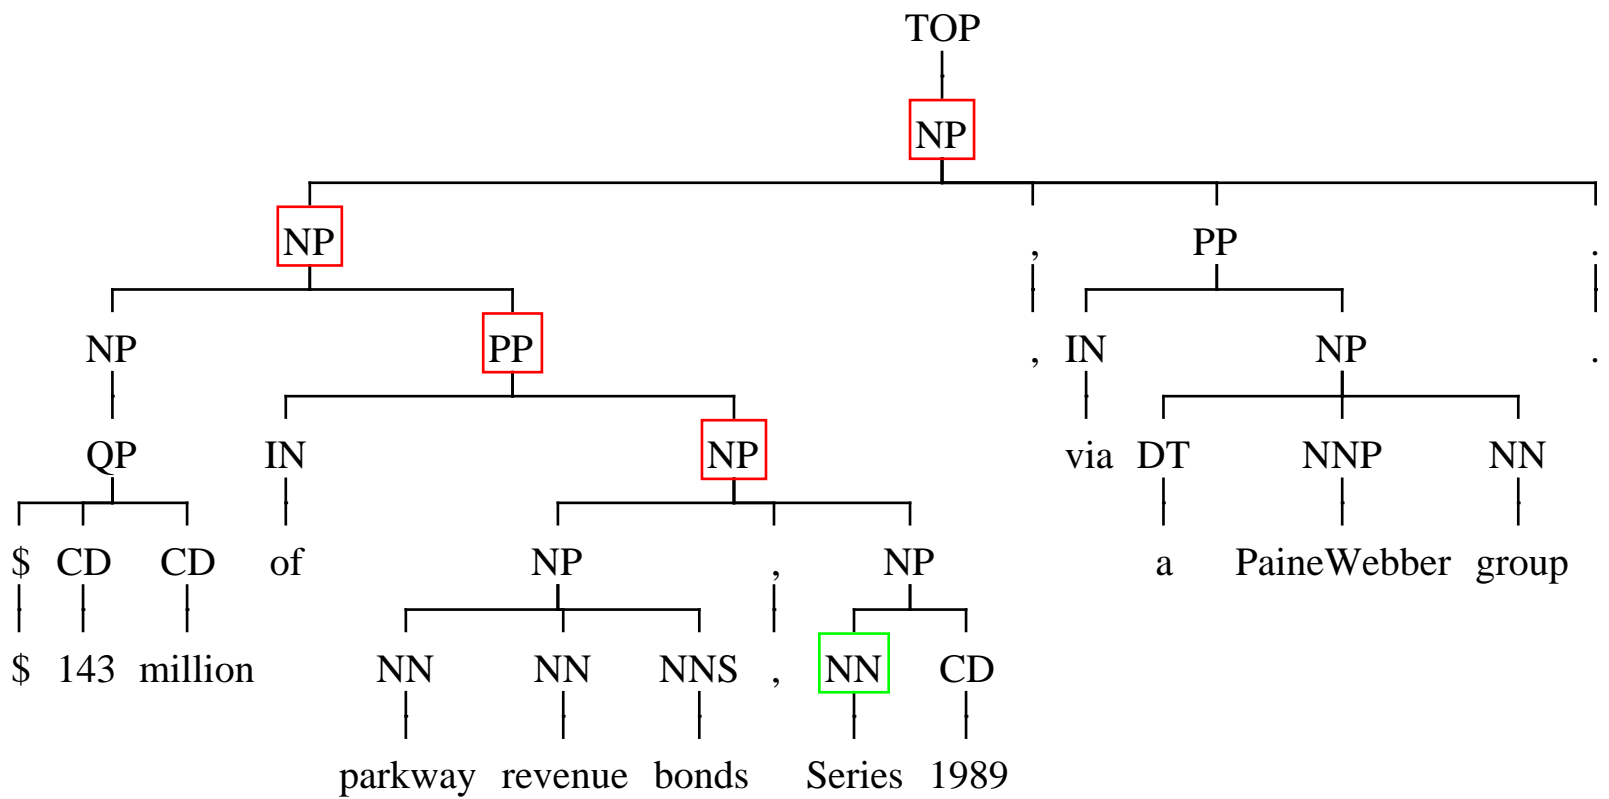 TOP
NP
NP , PP .
NP PP , IN NP .
QP IN NP via DT NNP NN
$ CD CD of NP , NP a PaineWebber group
$ 143 million NN NN NNS , NN CD
parkway revenue bonds Series 1989